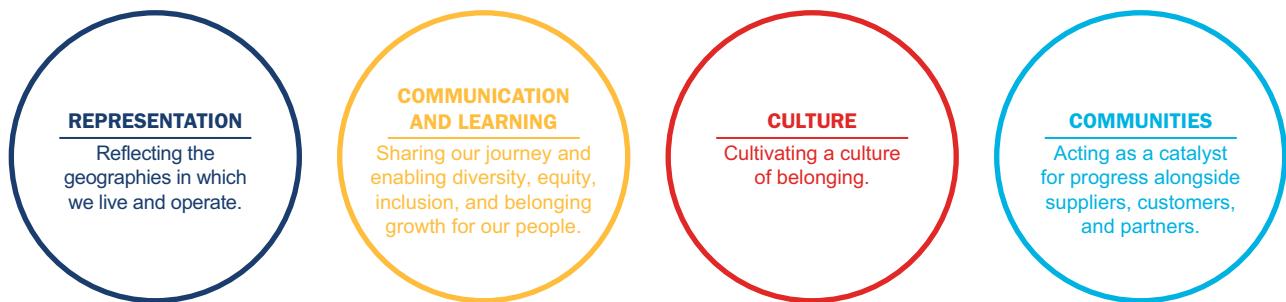 REPRESENTATION
Reflecting the
geographies in which
we live and operate.
COMMUNICATION
AND LEARNING
Sharing our journey and
enabling diversity, equity,
inclusion, and belonging
growth for our people.
CULTURE
Cultivating a culture
of belonging.
COMMUNITIES
Acting as a catalyst
for progress alongside
suppliers, customers,
and partners.